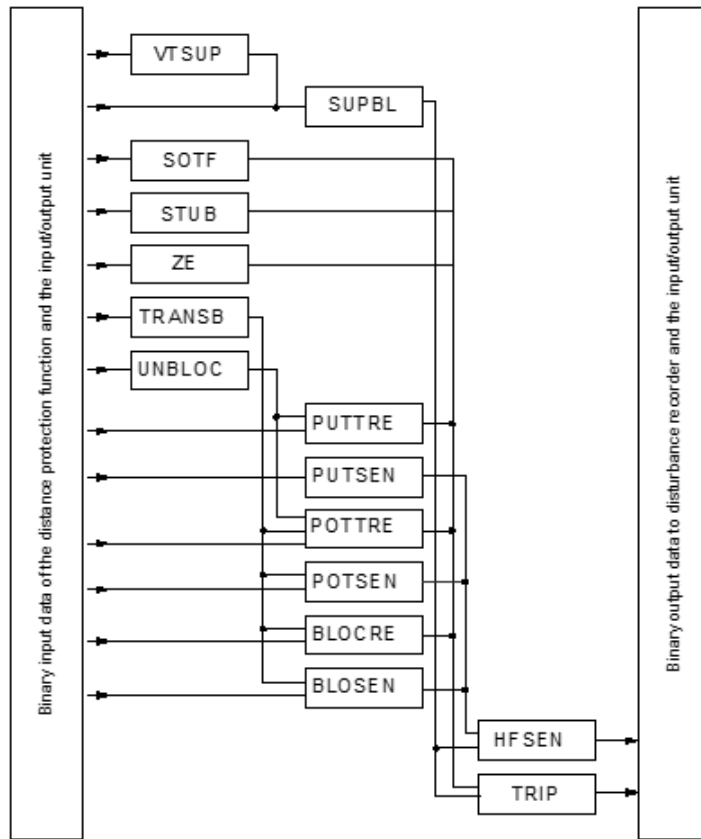 Binary input data of the distance protection function and the input/output unit
VTSUP
SUPBL
SOTF
STUB
ZE
TRANSB
UNBLOC
PUTTRE
PUTSEN
POTTRE
POTSEN
BLOCRE
BLOSEN
HFSEN
TRIP
Binary output data to disturbance recorder and the input/output unit